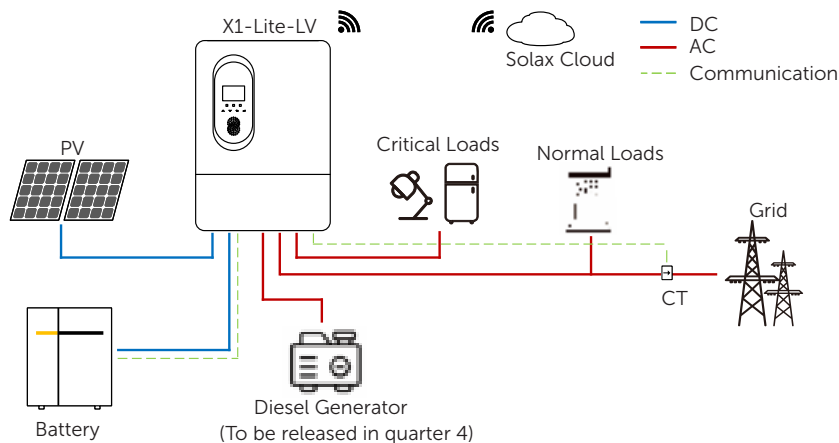 X1-Lite-LV
Solax Cloud
DC
AC
Communication
PV
Critical Loads
Normal Loads
Grid
CT
Battery
Diesel Generator
(To be released in quarter 4)